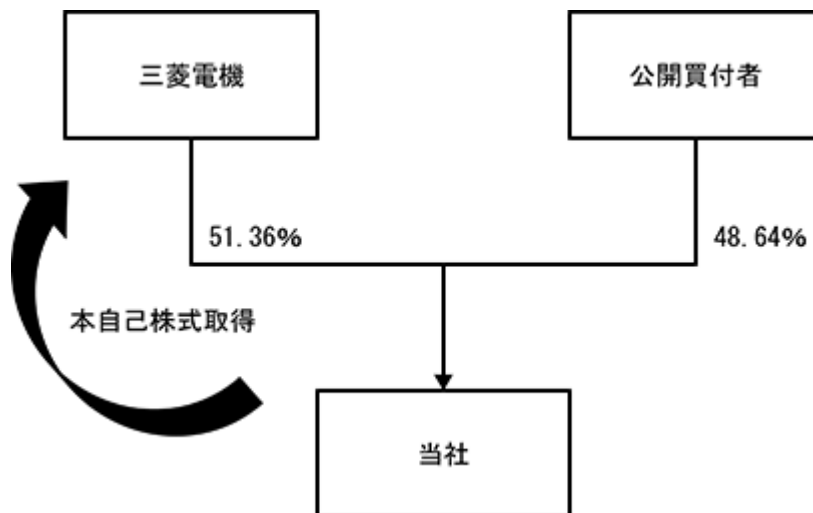 三菱電機
公開買付者
51.36%
48.64%
本自己株式取得
当社